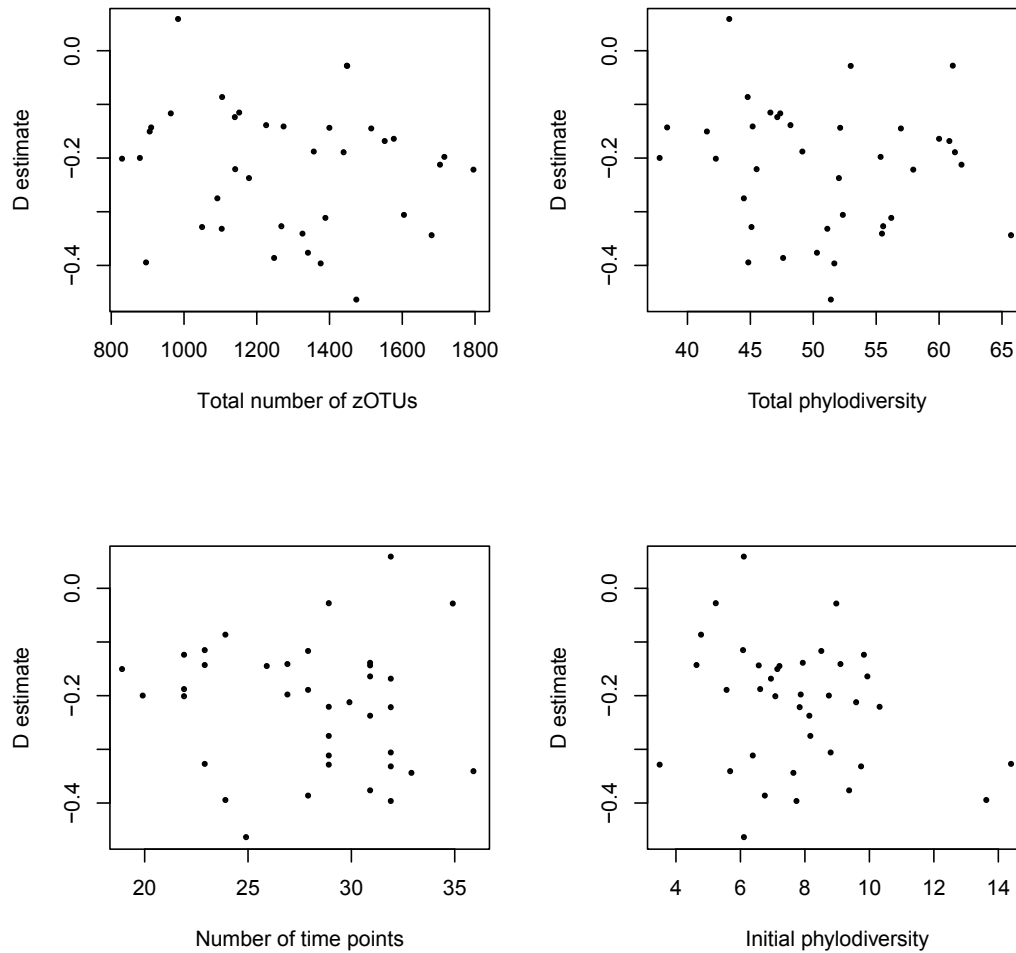 0.0
−0.2
−0.4
D estimate
800 1000 1200 1400 1600 1800
Total number of zOTUs
0.0
−0.2
−0.4
D estimate
40 45 50 55 60 65
Total phylodiversity
0.0
−0.2
−0.4
D estimate
20 25 30 35
Number of time points
0.0
−0.2
−0.4
D estimate
4 6 8 10 12 14
Initial phylodiversity